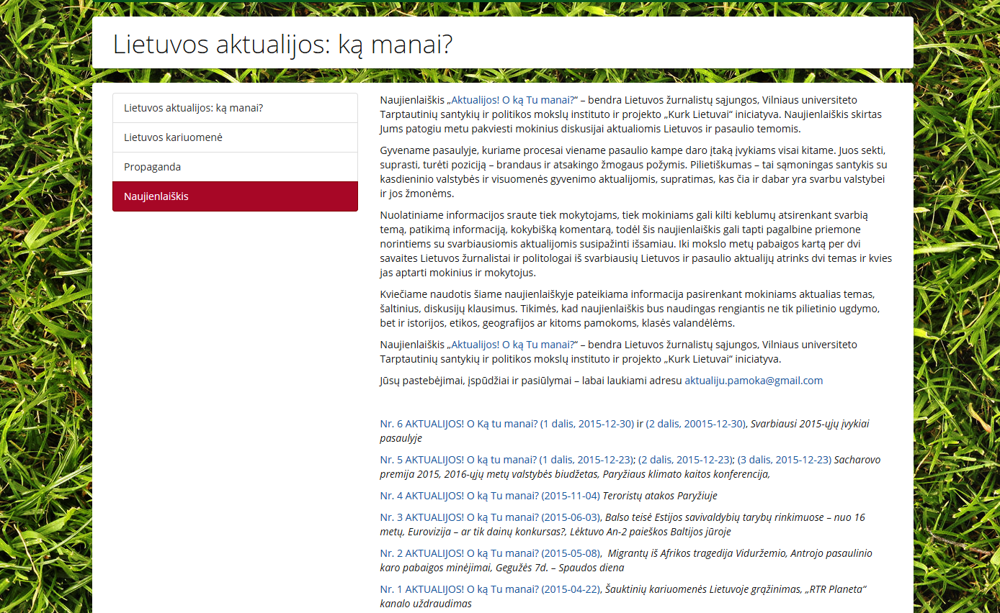 Lietuvos aktualijos: ką manai?
Lietuvos aktualijos: ką manai?
Lietuvos kariuomenė
Propaganda
Naujienlaiškis
Naujienlaiškis „Aktualijos! O ką Tu manai?“ – bendra Lietuvos žurnalistų sąjungos, Vilniaus universiteto
Tarptautinių santykių ir politikos mokslų instituto ir projekto „Kurk Lietuvai“ iniciatyva. Naujienlaiškis skirtas
Jums patogiu metu pakviesti mokinius diskusijai aktualiomis Lietuvos ir pasaulio temomis.
Gyvename pasaulyje, kuriame procesai viename pasaulio kampe daro įtaką įvykiams visai kitame. Juos sekti,
suprasti, turėti poziciją – brandaus ir atsakingo žmogaus požymis. Pilietiškumas – tai sąmoningas santykis su
kasdieninio valstybės ir visuomenės gyvenimo aktualijomis, supratimas, kas čia ir dabar yra svarbu valstybei
ir jos žmonėms.
Nuolatiniame informacijos sraute tiek mokytojams, tiek mokiniams gali kilti keblumų atsirenkant svarbią
temą, patikimą informaciją, kokybišką komentarą, todėl šis naujienlaiškis gali tapti pagalbine priemone
norintiems su svarbiausiomis aktualijomis susipažinti išsamiau. Iki mokslo metų pabaigos kartą per dvi
savaites Lietuvos žurnalistai ir politologai iš svarbiausių Lietuvos ir pasaulio aktualijų atrinks dvi temas ir kvies
jas aptarti mokinius ir mokytojus.
Kviečiame naudotis šiame naujienlaiškyje pateikiama informacija pasirenkant mokiniams aktualias temas,
šaltinius, diskusijų klausimus. Tikimės, kad naujienlaiškis bus naudingas rengiantis ne tik pilietinio ugdymo,
bet ir istorijos, etikos, geografijos ar kitoms pamokoms, klasės valandėlėms.
Naujienlaiškis „Aktualijos! O ką Tu manai?“ – bendra Lietuvos žurnalistų sąjungos, Vilniaus universiteto
Tarptautinių santykių ir politikos mokslų instituto ir projekto „Kurk Lietuvai“ iniciatyva.
Jūsų pastebėjimai, įspūdžiai ir pasiūlymai – labai laukiami adresu aktualiju.pamoka@gmail.com
Nr. 6 AKTUALIJOS! O Ką tu manai? (1 dalis, 2015-12-30) ir (2 dalis, 20015-12-30), Svarbiausi 2015-ųjų įvykiai
pasaulyje
Nr. 5 AKTUALIJOS! O ką tu manai? (1 dalis, 2015-12-23); (2 dalis, 2015-12-23); (3 dalis, 2015-12-23) Sacharovo
premija 2015, 2016-ųjų metų valstybės biudžetas, Paryžiaus klimato kaitos konferencija,
Nr. 4 AKTUALIJOS! O ką Tu manai? (2015-11-04) Teroristų atakos Paryžiuje
Nr. 3 AKTUALIJOS! O ką Tu manai? (2015-06-03), Balso teisė Estijos savivaldybių tarybų rinkimuose – nuo 16
metų, Eurovizija – ar tik dainų konkursas?, Lėktuvo An-2 paieškos Baltijos jūroje
Nr. 2 AKTUALIJOS! O ką Tu manai? (2015-05-08), Migrantų iš Afrikos tragedija Viduržemio, Antrojo pasaulinio
karo pabaigos minėjimai, Gegužės 7d. – Spaudos diena
Nr. 1 AKTUALIJOS! O ką Tu manai? (2015-04-22), Šauktinių kariuomenės Lietuvoje grąžinimas, „RTR Planeta“
kanalo uždraudimas